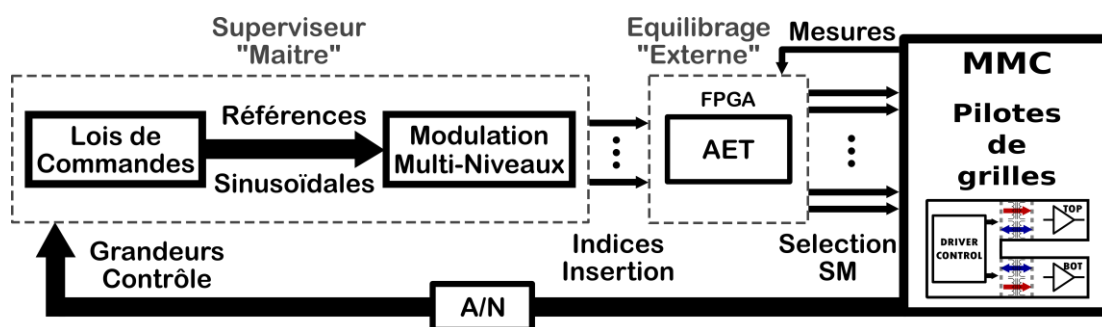 Superviseur
"Maitre"
Equilibrage
"Externe"
Mesures
MMC
Pilotes
de
grilles
FPGA
AET
Lois de
Commandes
Références
Sinusoïdales
Modulation
Multi-Niveaux
Indices
Insertion
Selection
SM
Grandeurs
Contrôle
A/N
DRIVER
CONTROL
TOP
BOT